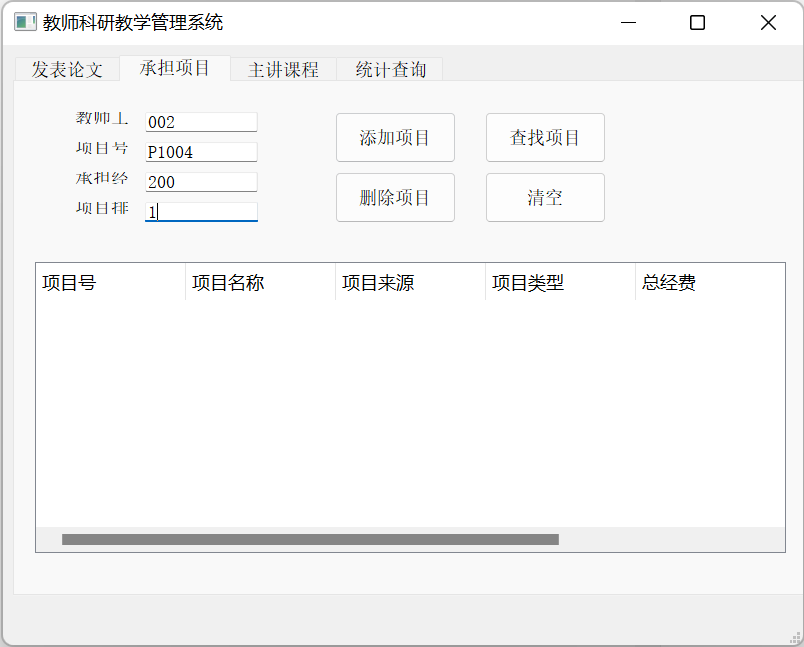 教师科研教学管理系统
发表论文 承担项目 主讲课程 统计查询
教师工 002
项目号 P1004
承担经 200
项目排 1
添加项目 查找项目
删除项目 清空
项目号 项目名称 项目来源 项目类型 总经费